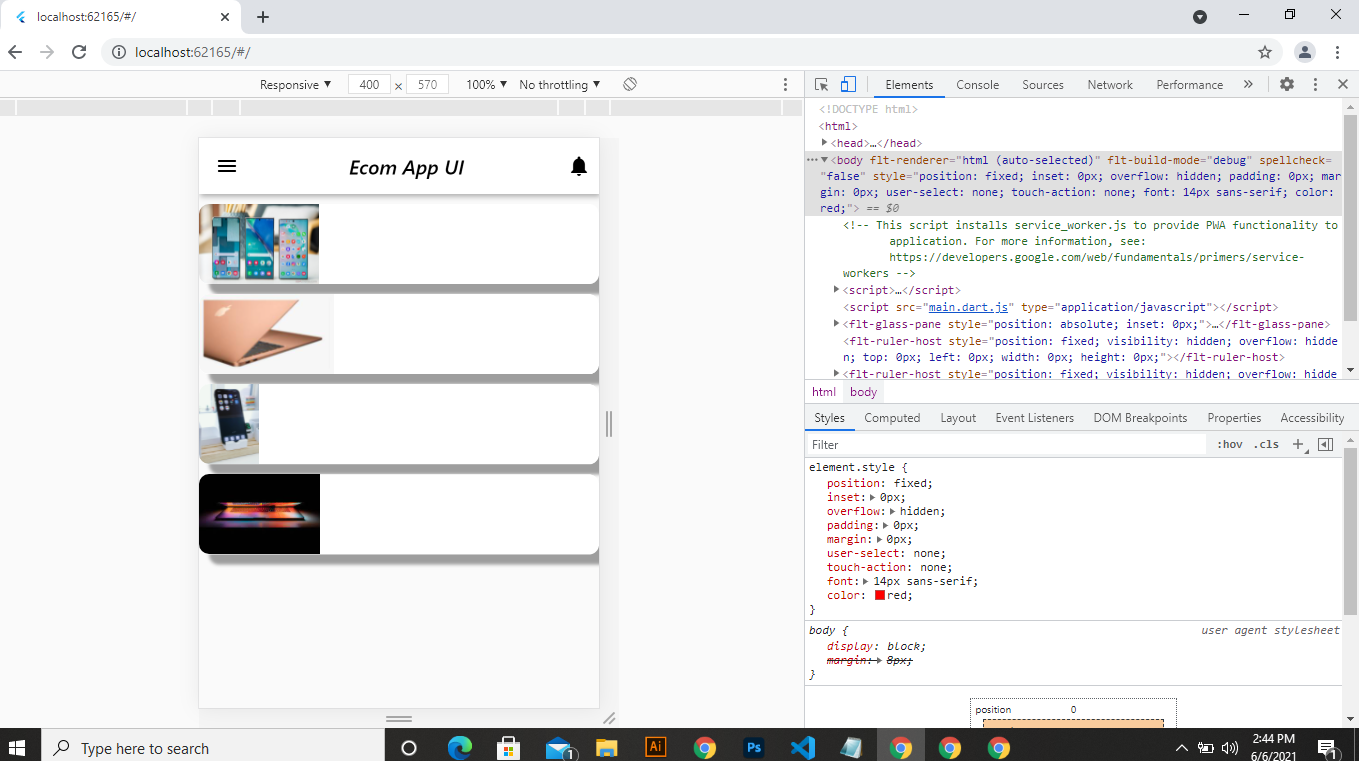 localhost:62165/#/
localhost:62165/#/
Responsive ▼ 400 × 570 100% ▼ No throttling ▼
Elements Console Sources Network Performance »
Ecom App UI
<!DOCTYPE html>
<html>
<head>…</head>
<body flt-renderer="html (auto-selected)" flt-build-mode="debug" spellcheck=
"false" style="position: fixed; inset: 0px; overflow: hidden; padding: 0px; mar
gin: 0px; user-select: none; touch-action: none; font: 14px sans-serif; color:
red;"> == $0
<!-- This script installs service_worker.js to provide PWA functionality to
application. For more information, see:
https://developers.google.com/web/fundamentals/primers/service-
workers -->
<script>…</script>
<script src="main.dart.js" type="application/javascript"></script>
<flt-glass-pane style="position: absolute; inset: 0px;">…</flt-glass-pane>
<flt-ruler-host style="position: fixed; visibility: hidden; overflow: hidde
n; top: 0px; left: 0px; width: 0px; height: 0px;"></flt-ruler-host>
<flt-ruler-host style="position: fixed; visibility: hidden; overflow: hidde
html body
Styles Computed Layout Event Listeners DOM Breakpoints Properties Accessibility
Filter :hov .cls
element.style {
position: fixed;
inset: 0px;
overflow: hidden;
padding: 0px;
margin: 0px;
user-select: none;
touch-action: none;
font: 14px sans-serif;
color: red;
}
body { user agent stylesheet
display: block;
margin: 8px;
}
position 0
Type here to search
1
Ai
Ps
2:44 PM
6/6/2021
1